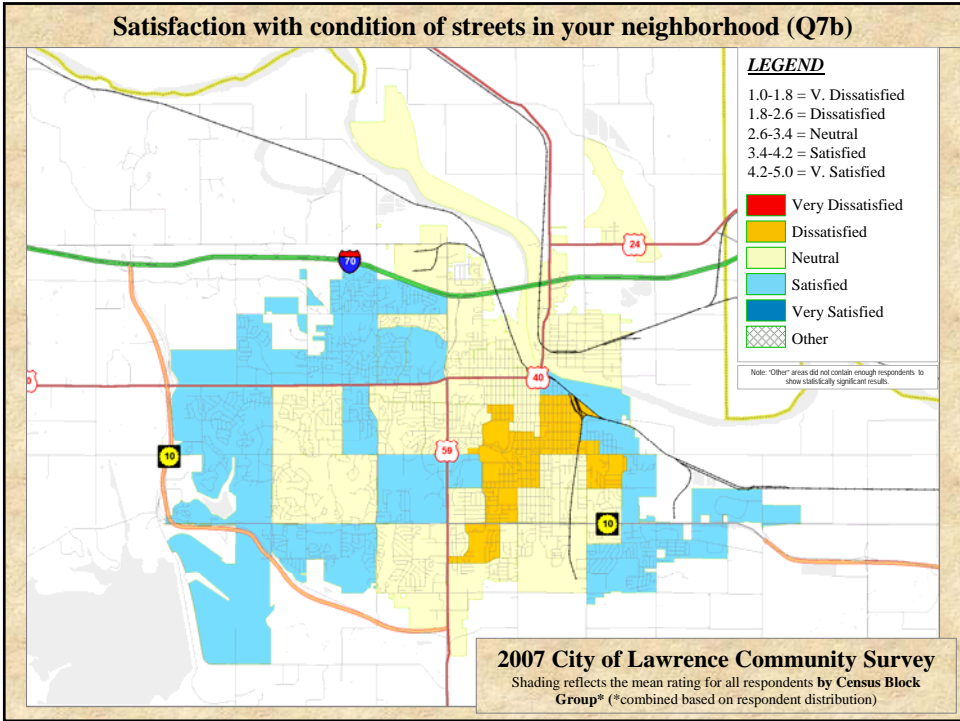 Satisfaction with condition of streets in your neighborhood (Q7b)
LEGEND
1.0-1.8 = V. Dissatisfied
1.8-2.6 = Dissatisfied
2.6-3.4 = Neutral
3.4-4.2 = Satisfied
4.2-5.0 = V. Satisfied
Very Dissatisfied
Dissatisfied
Neutral
Satisfied
Very Satisfied
Other
Note: "Other" areas did not contain enough respondents to
show statistically significant results.
24
70
40
0
59
10
10
2007 City of Lawrence Community Survey
Shading reflects the mean rating for all respondents by Census Block
Group* (*combined based on respondent distribution)